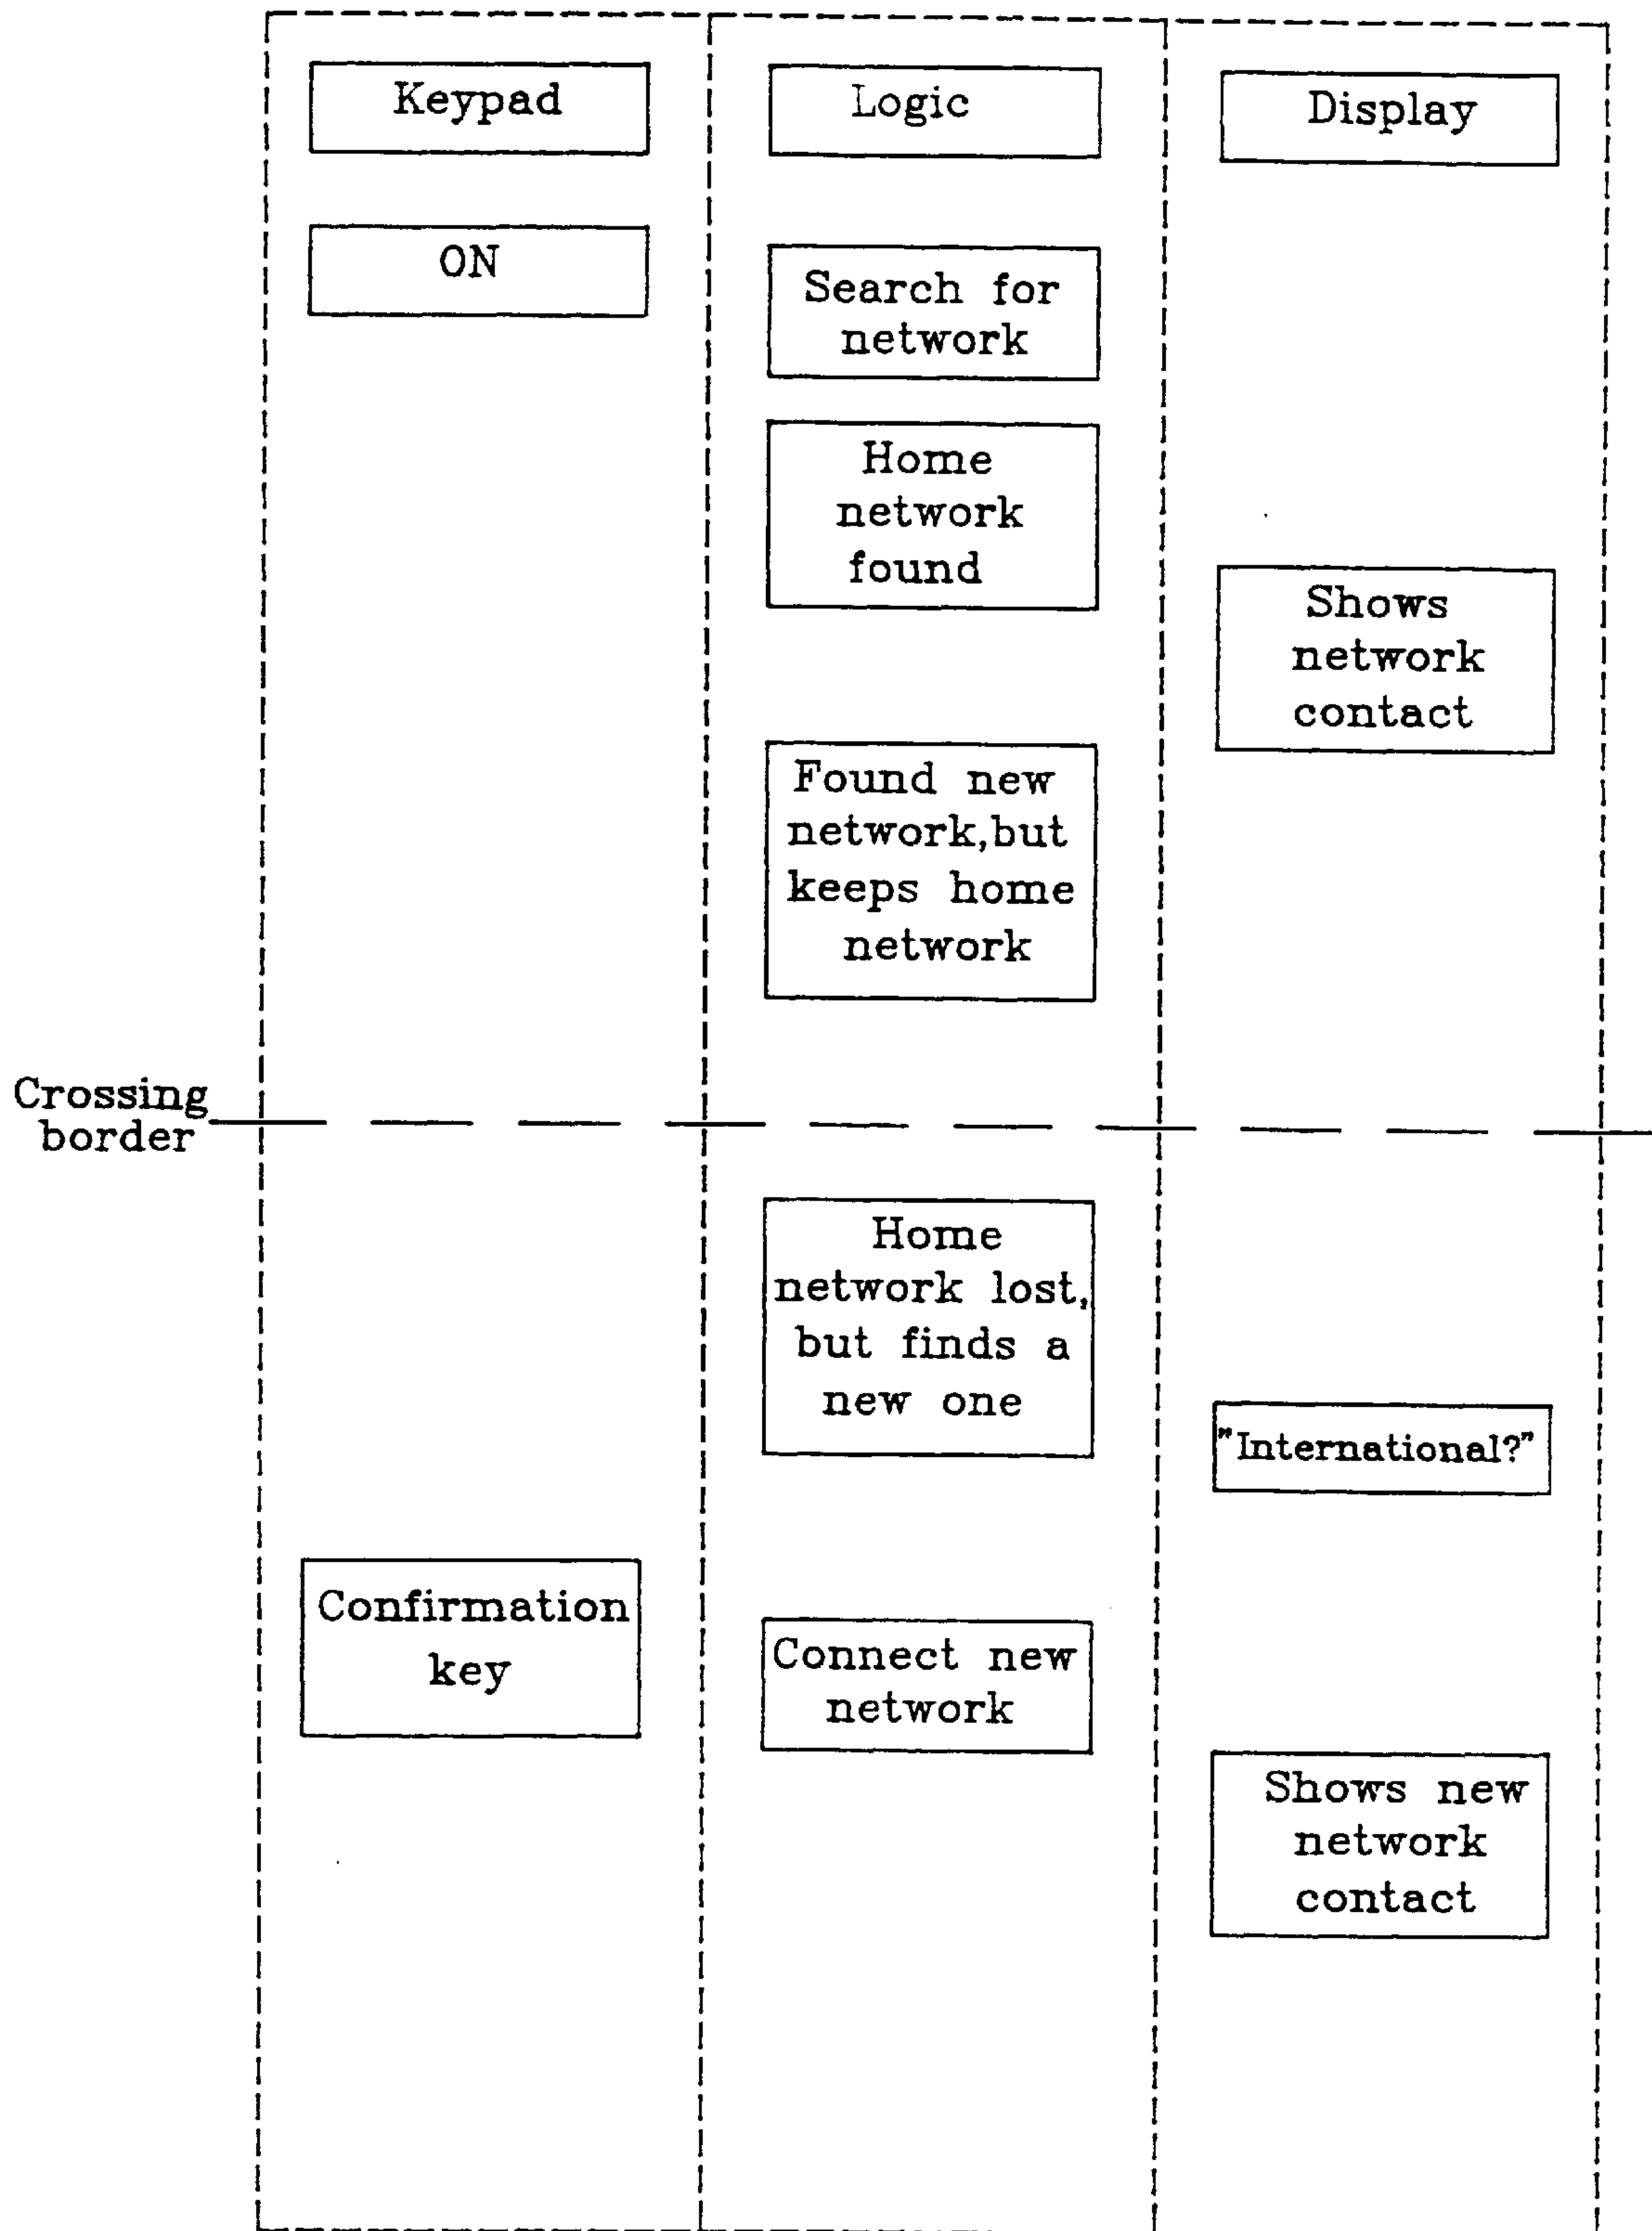 Keypad
Logic
Display
ON
Search for
network
Home
network
found
Shows
network
contact
Found new
network,but
keeps home
network
Crossing
border
Home
network lost,
but finds a
new one
"International?"
Confirmation
key
Connect new
network
Shows new
network
contact